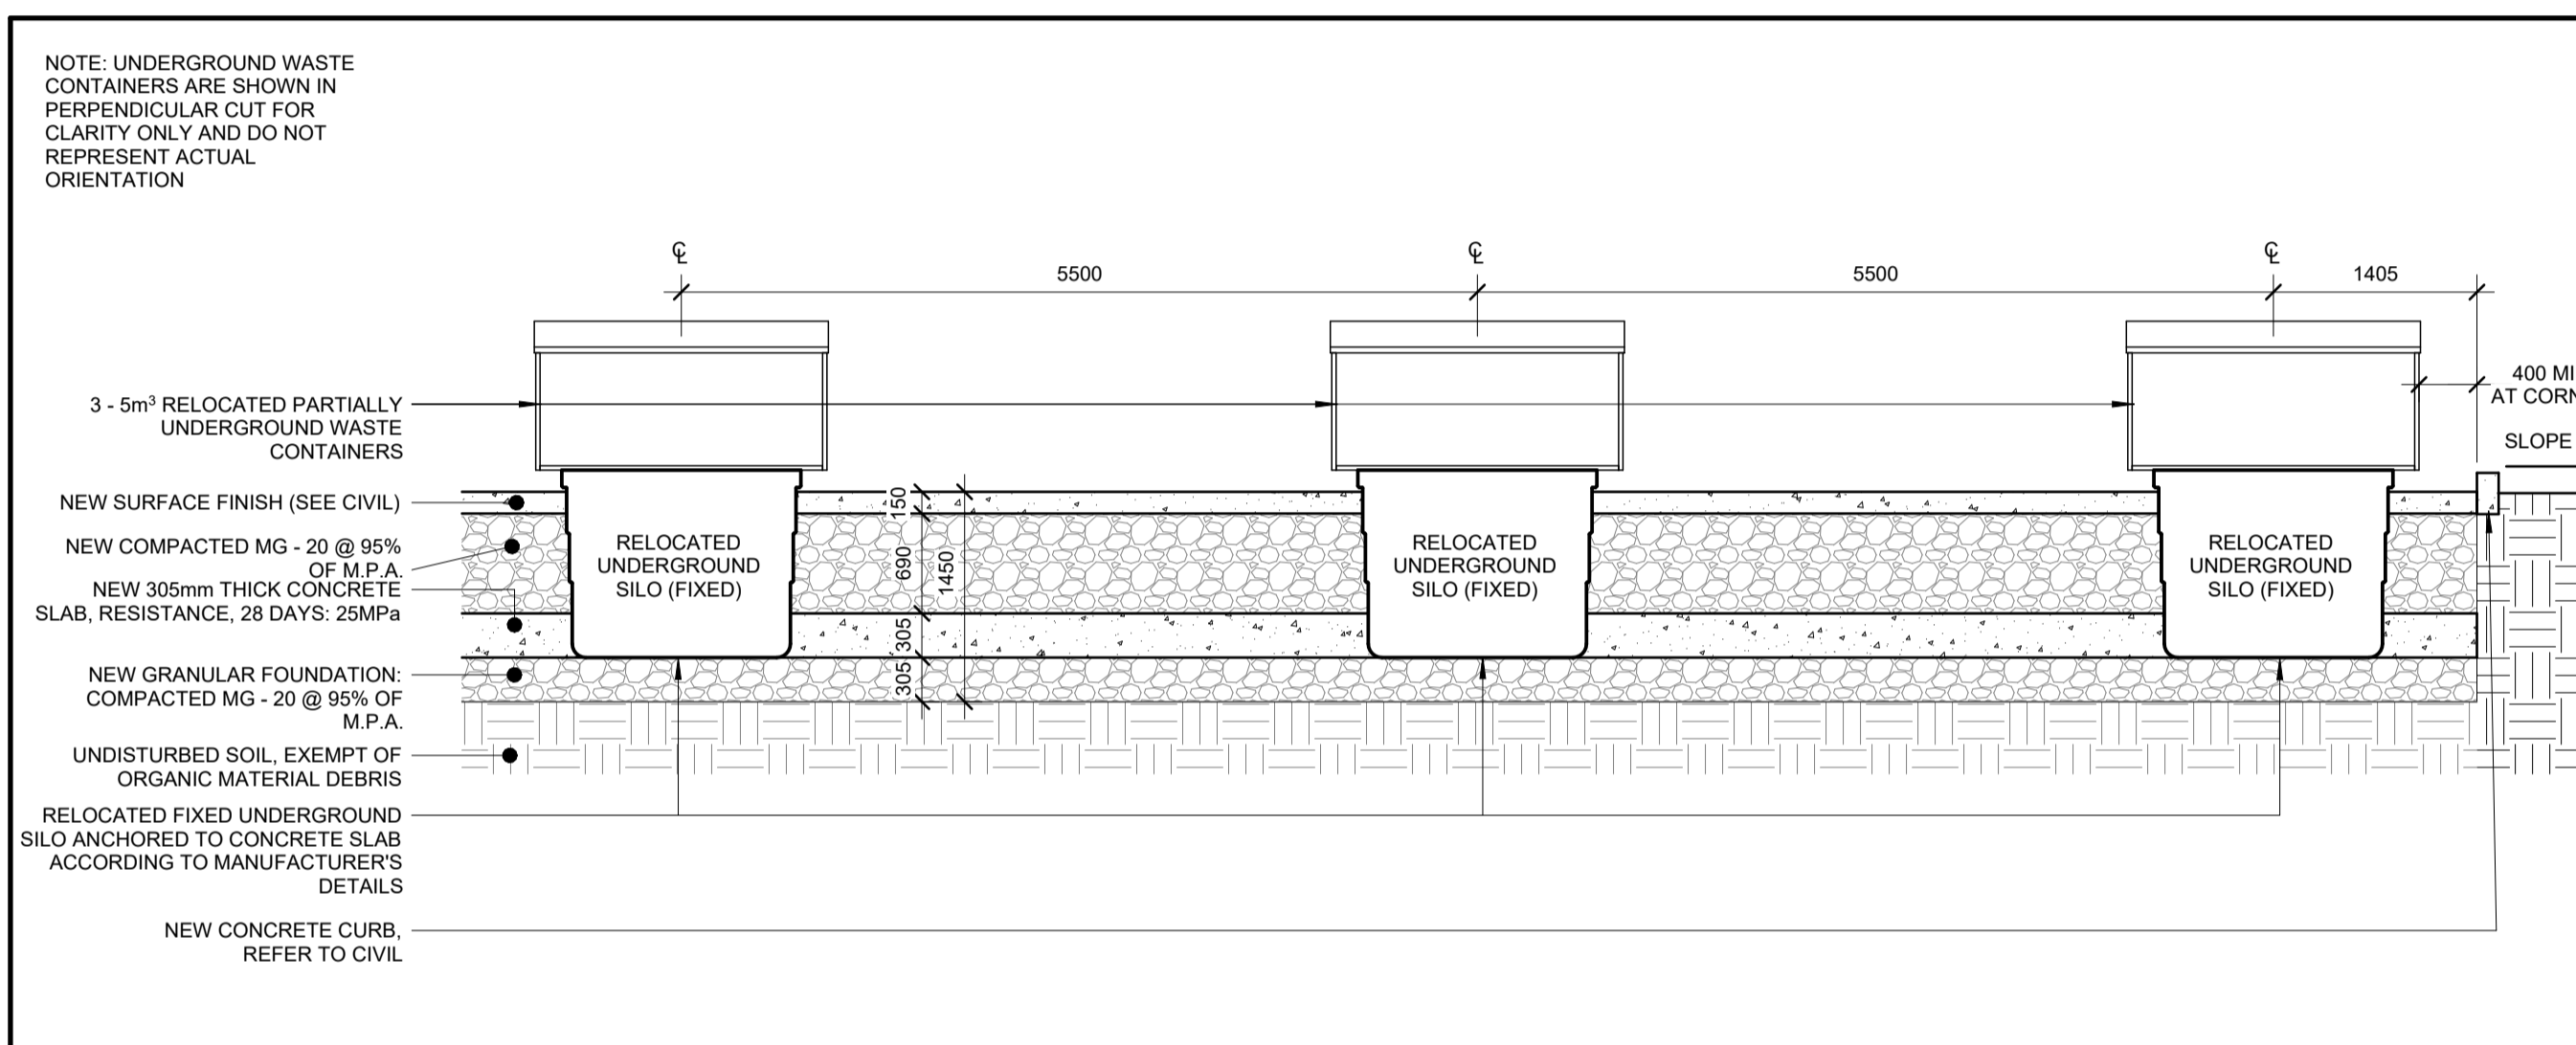 NOTE: UNDERGROUND WASTE
CONTAINERS ARE SHOWN IN
PERPENDICULAR CUT FOR
CLARITY ONLY AND DO NOT
REPRESENT ACTUAL
ORIENTATION
℄
℄
℄
5500
5500
1405
400 MI
AT CORN
SLOPE
3 - 5m³ RELOCATED PARTIALLY
UNDERGROUND WASTE
CONTAINERS
NEW SURFACE FINISH (SEE CIVIL)
NEW COMPACTED MG - 20 @ 95%
OF M.P.A.
NEW 305mm THICK CONCRETE
SLAB, RESISTANCE, 28 DAYS: 25MPa
NEW GRANULAR FOUNDATION:
COMPACTED MG - 20 @ 95% OF
M.P.A.
UNDISTURBED SOIL, EXEMPT OF
ORGANIC MATERIAL DEBRIS
RELOCATED FIXED UNDERGROUND
SILO ANCHORED TO CONCRETE SLAB
ACCORDING TO MANUFACTURER'S
DETAILS
NEW CONCRETE CURB,
REFER TO CIVIL
RELOCATED
UNDERGROUND
SILO (FIXED)
150
690
305
305
1450
RELOCATED
UNDERGROUND
SILO (FIXED)
RELOCATED
UNDERGROUND
SILO (FIXED)